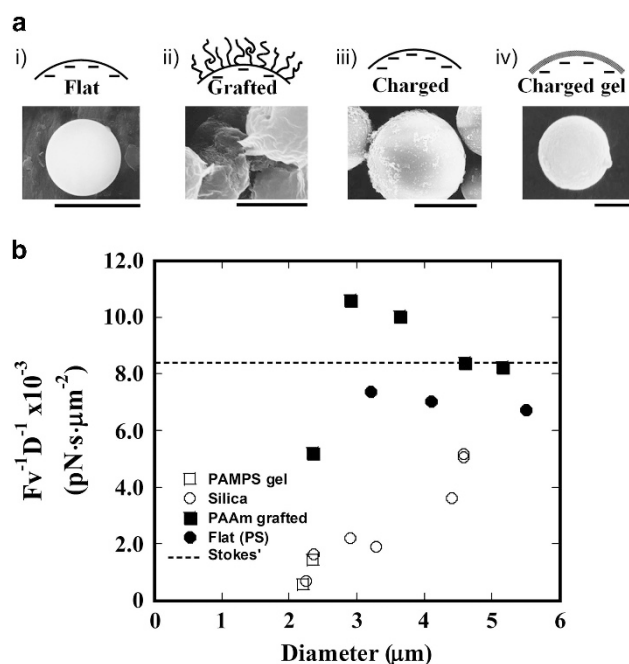 a
i) ii) iii) iv)
Flat Grafted Charged Charged gel
b
12.0
10.0
8.0
6.0
4.0
2.0
0
Fv⁻¹D⁻¹ x10⁻³
(pN·s·μm⁻²)
PAMPS gel
Silica
PAAm grafted
Flat (PS)
Stokes'
0 1 2 3 4 5 6
Diameter (μm)